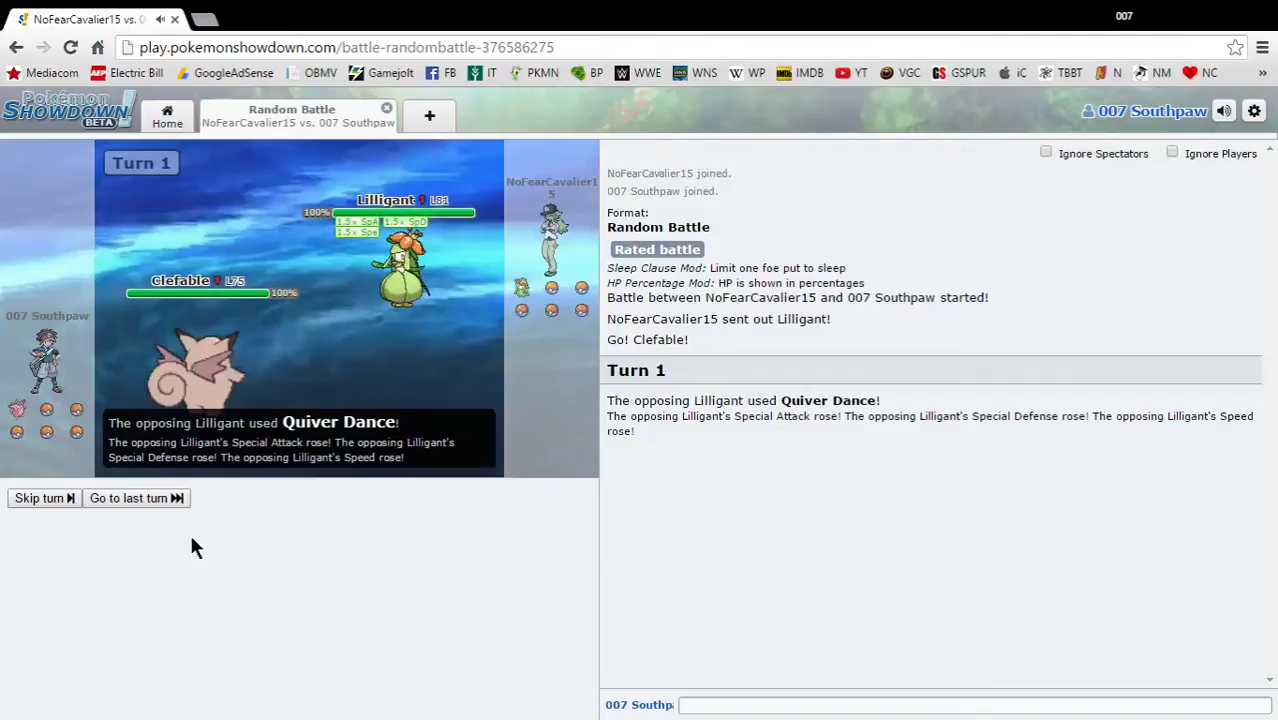 007
NoFearCavalier15 vs. 0
play.pokemonshowdown.com/battle-randombattle-376586275
Mediacom AEP Electric Bill GoogleAdSense OBMV Gamejolt FB IT PKMN BP WWE WNS WP IMDB YT VGC GSPUR iC TBBT N NM NC »
Pokémon
SHOWDOWN!
BETA
Home
Random Battle
NoFearCavalier15 vs. 007 Southpaw
007 Southpaw
Turn 1
Lilligant L81
100%
1.5× SpA 1.5× SpD
1.5× Spe
Clefable L75
100%
007 Southpaw
NoFearCavalier1
5
The opposing Lilligant used Quiver Dance!
The opposing Lilligant's Special Attack rose! The opposing Lilligant's
Special Defense rose! The opposing Lilligant's Speed rose!
Skip turn Go to last turn
Ignore Spectators Ignore Players
NoFearCavalier15 joined.
007 Southpaw joined.
Format:
Random Battle
Rated battle
Sleep Clause Mod: Limit one foe put to sleep
HP Percentage Mod: HP is shown in percentages
Battle between NoFearCavalier15 and 007 Southpaw started!
NoFearCavalier15 sent out Lilligant!
Go! Clefable!
Turn 1
The opposing Lilligant used Quiver Dance!
The opposing Lilligant's Special Attack rose! The opposing Lilligant's Special Defense rose! The opposing Lilligant's Speed
rose!
007 Southpa